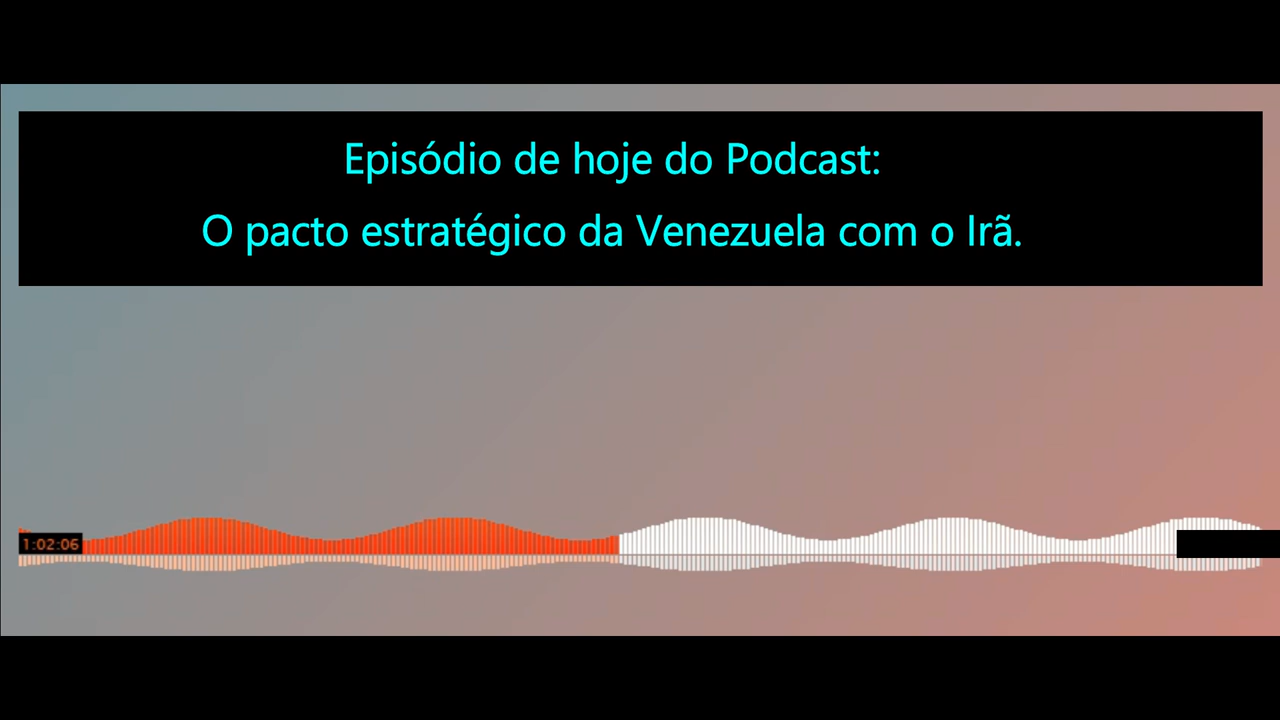 Episódio de hoje do Podcast:
O pacto estratégico da Venezuela com o Irã.
1:02:06